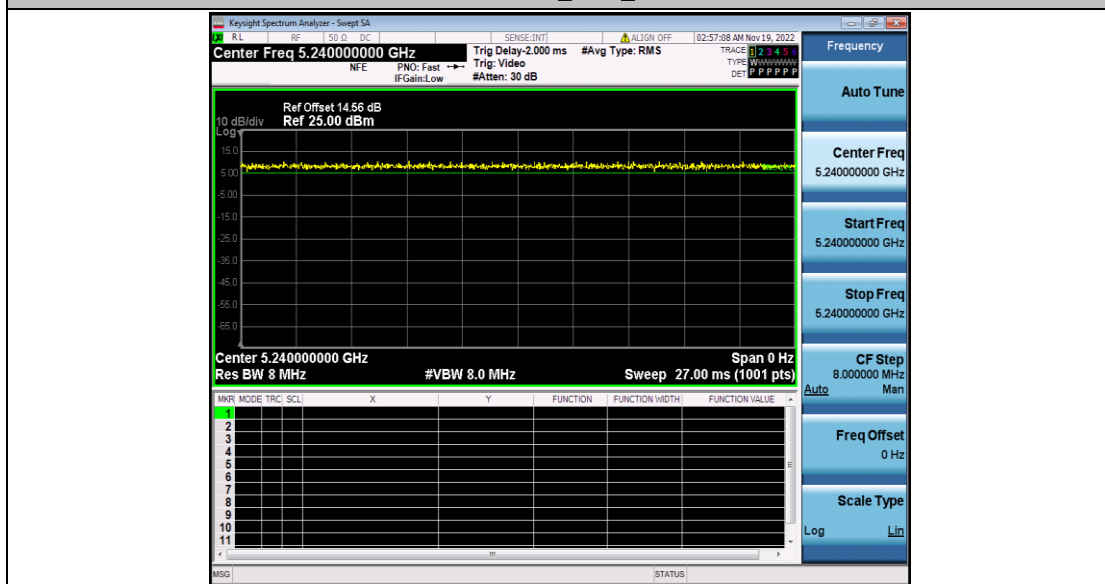 Keysight Spectrum Analyzer - Swept SA
RL RF 50 Ω DC SENSE:INT ALIGN OFF 02:57:08 AM Nov 19, 2022
Center Freq 5.240000000 GHz
NFE PNO: Fast IFGain:Low
Trig Delay-2.000 ms #Avg Type: RMS
Trig: Video
#Atten: 30 dB
TRACE 1 2 3 4 5 6
TYPE WWWWWW
DET P P P P P P
Ref Offset 14.56 dB
10 dB/div Ref 25.00 dBm
Log
15.0
5.00
-5.00
-15.0
-25.0
-35.0
-45.0
-55.0
-65.0
Center 5.240000000 GHz Span 0 Hz
Res BW 8 MHz #VBW 8.0 MHz Sweep 27.00 ms (1001 pts)
MKR MODE TRC SCL X Y FUNCTION FUNCTION WIDTH FUNCTION VALUE
1
2
3
4
5
6
7
8
9
10
11
MSG STATUS
Frequency
Auto Tune
Center Freq
5.240000000 GHz
Start Freq
5.240000000 GHz
Stop Freq
5.240000000 GHz
CF Step
8.000000 MHz
Auto Man
Freq Offset
0 Hz
Scale Type
Log Lin